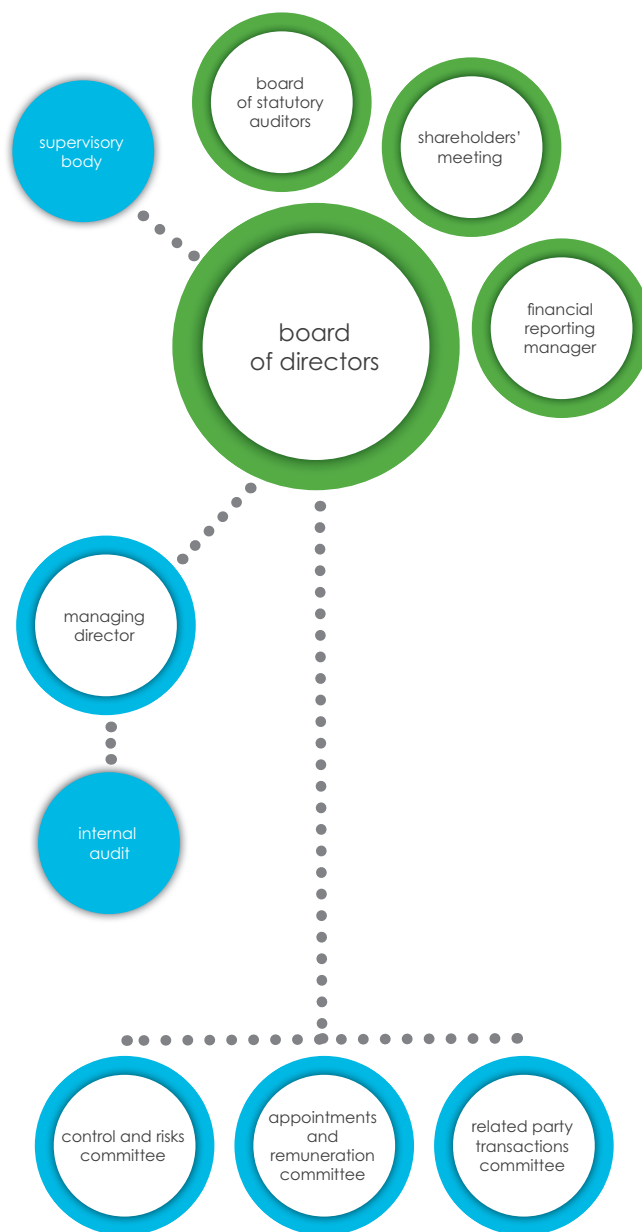 board
of statutory
auditors
supervisory
body
shareholders'
meeting
financial
reporting
manager
board
of directors
managing
director
internal
audit
control and risks
committee
appointments
and
remuneration
committee
related party
transactions
committee